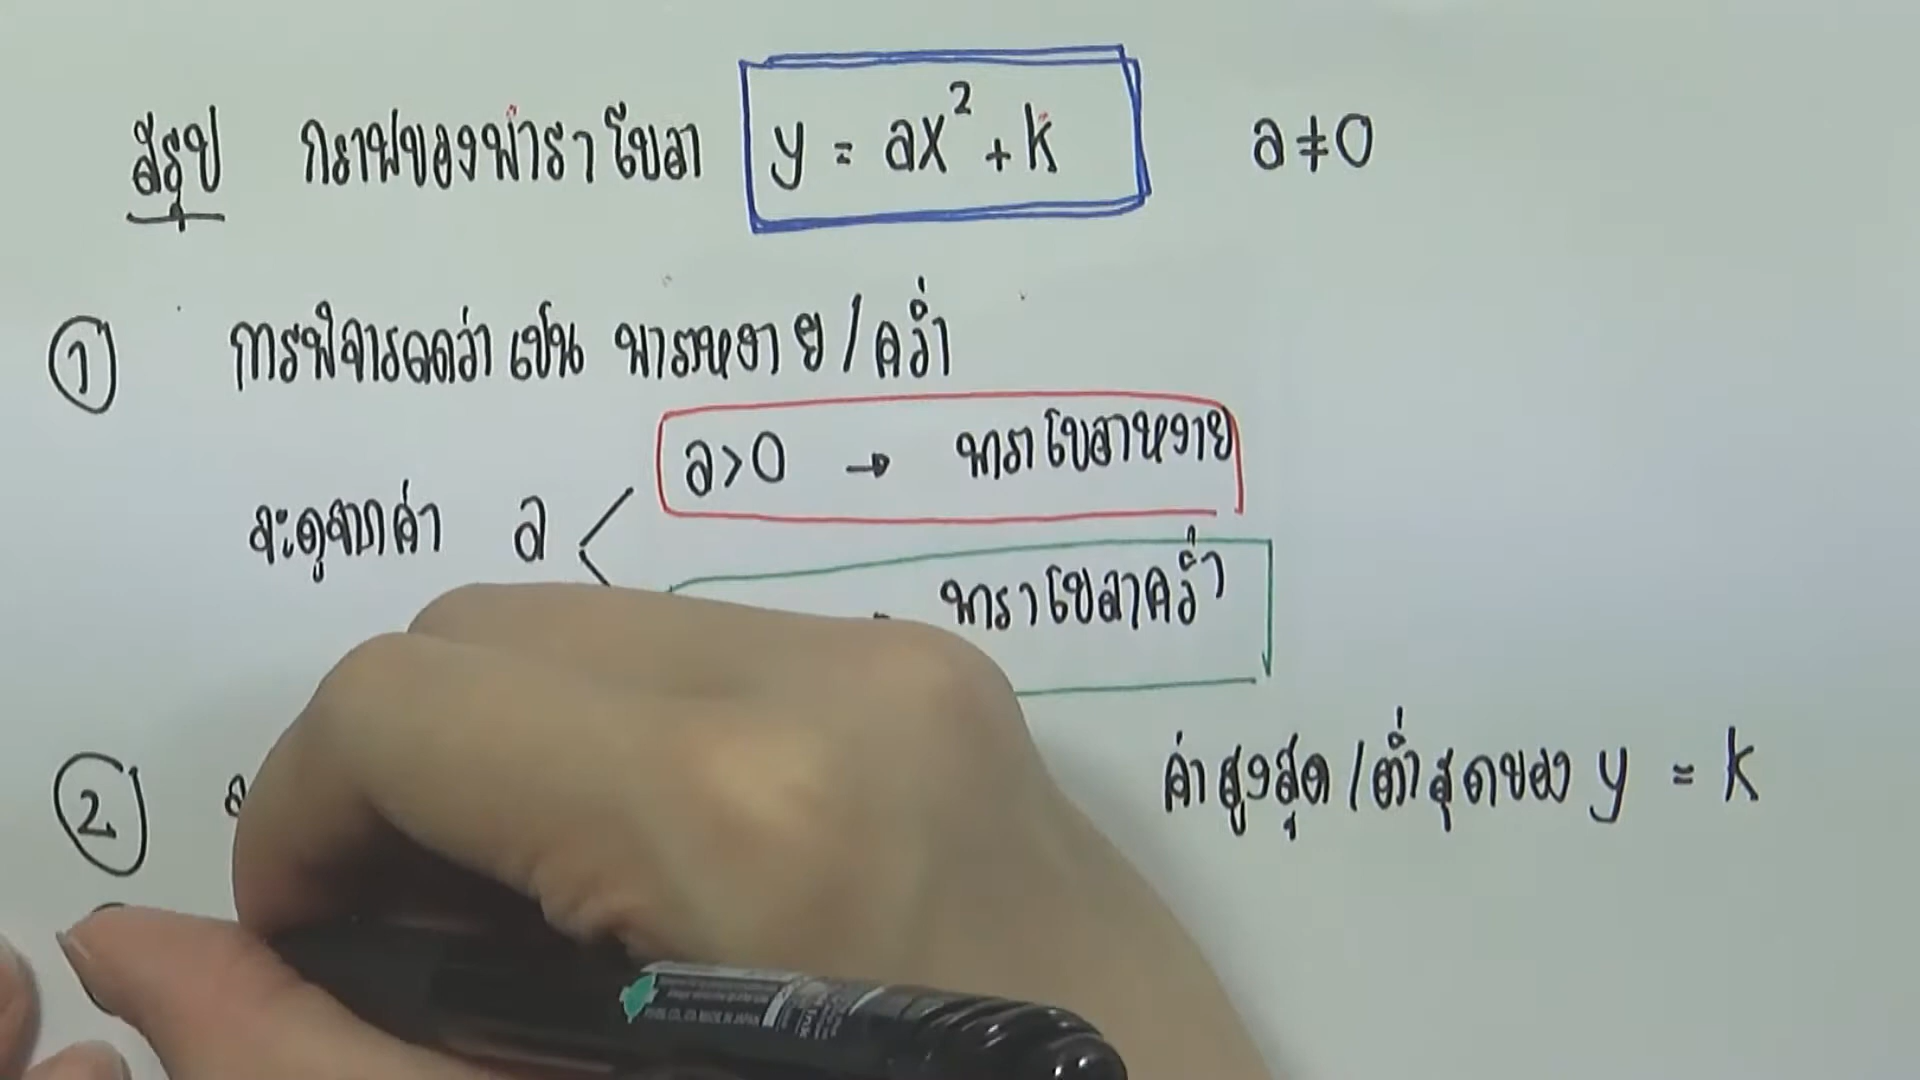 สรุป กราฟของพาราโบลา y = ax² + k a ≠ 0
① การพิจารณาว่าเป็น พาราหงาย/คว่ำ
a>0 → พาราโบลาหงาย
จะดูจากค่า a
พาราโบลาคว่ำ
② ค่าสูงสุด/ต่ำสุดของ y = k